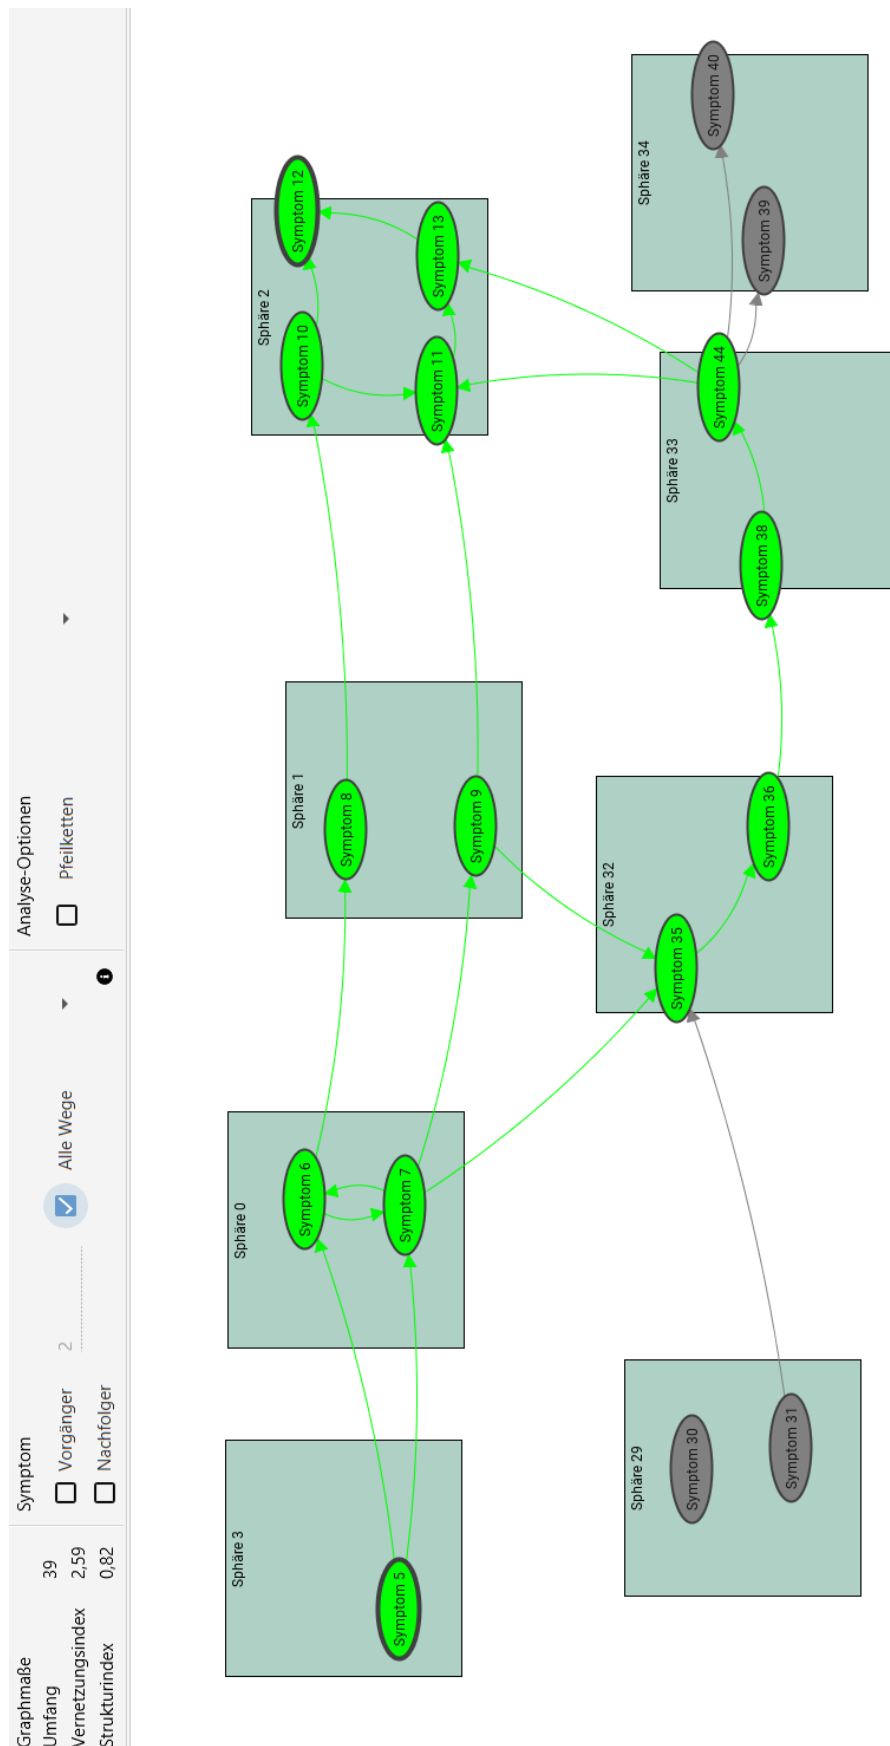 Graphmaße
Umfang 39
Vernetzungsindex 2,59
Strukturindex 0,82
Symptom
Vorgänger 2 Alle Wege
Nachfolger
Analyse-Optionen
Pfeilketten
Sphäre 3
Symptom 5
Sphäre 0
Symptom 6
Symptom 7
Sphäre 1
Symptom 8
Symptom 9
Sphäre 2
Symptom 10
Symptom 12
Symptom 11
Symptom 13
Sphäre 29
Symptom 30
Symptom 31
Sphäre 32
Symptom 35
Symptom 36
Sphäre 33
Symptom 38
Symptom 44
Sphäre 34
Symptom 39
Symptom 40